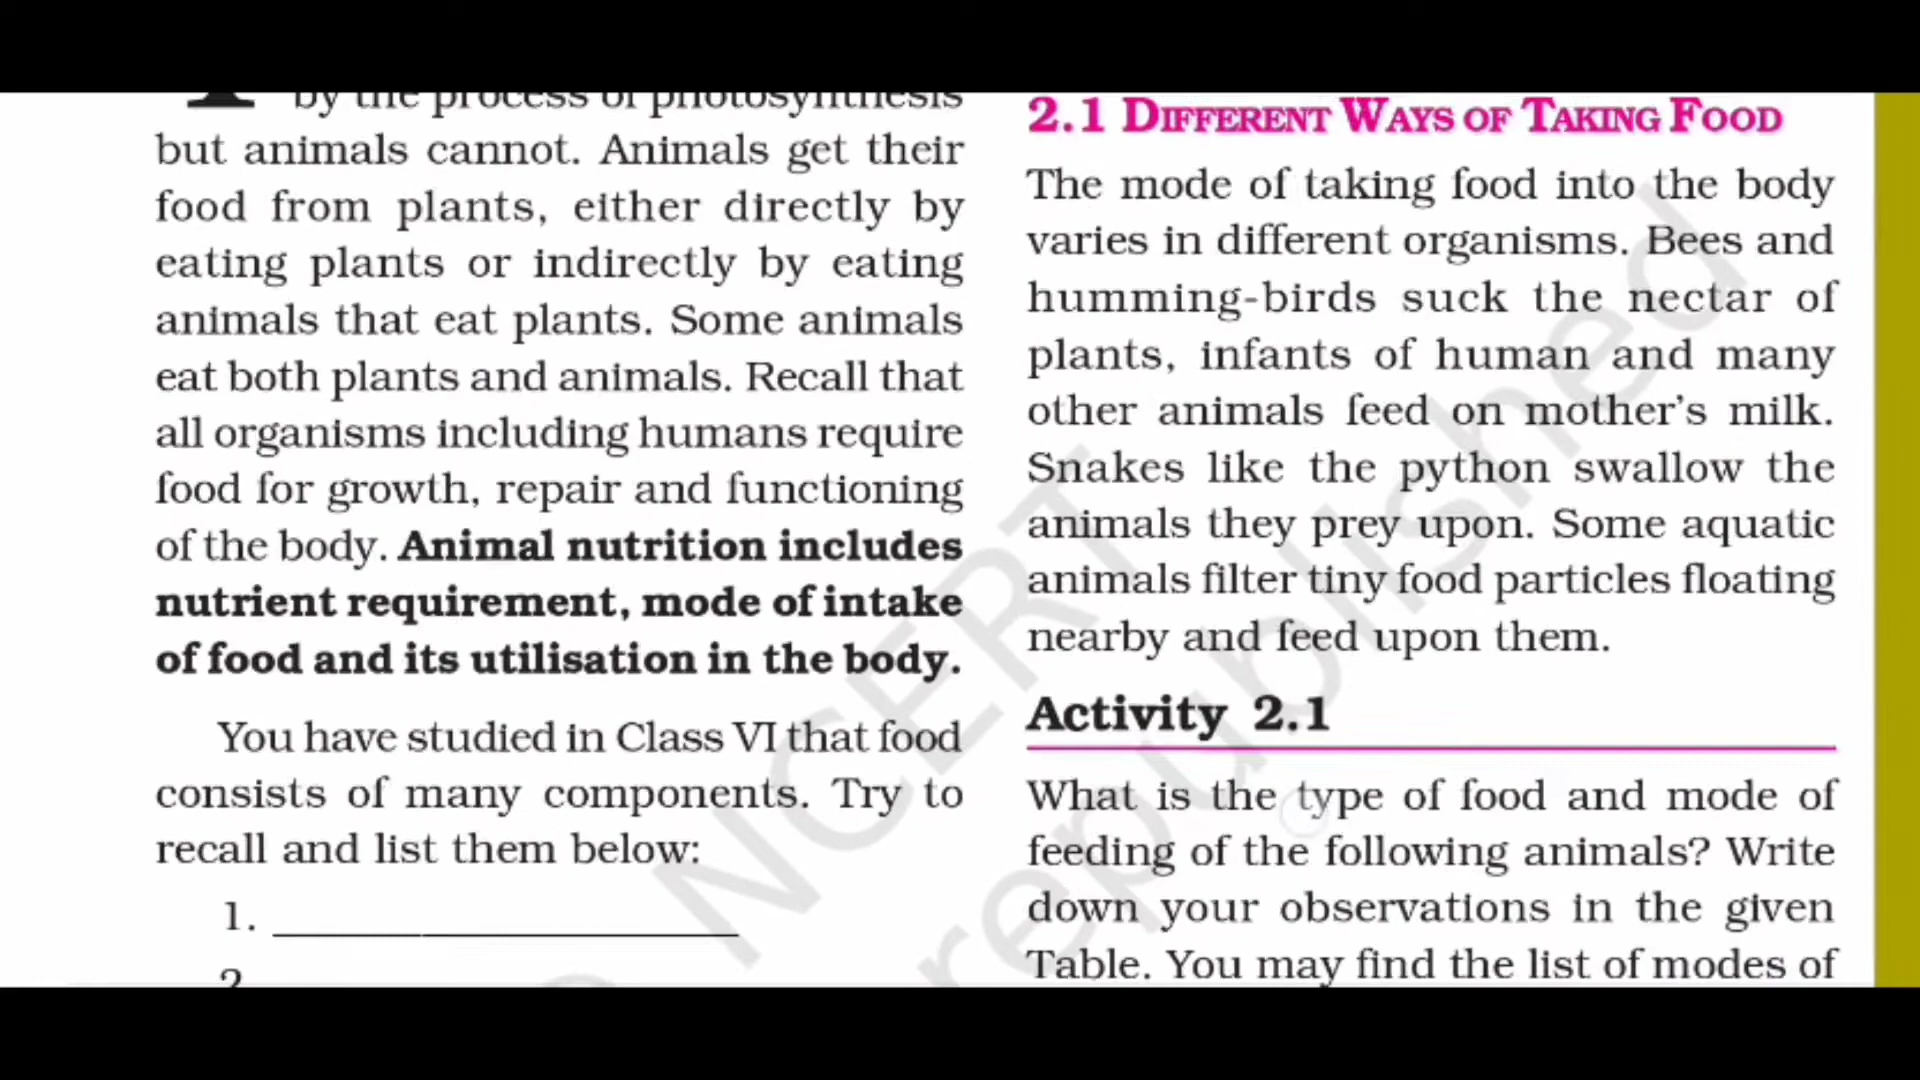 by the process of photosynthesis
but animals cannot. Animals get their
food from plants, either directly by
eating plants or indirectly by eating
animals that eat plants. Some animals
eat both plants and animals. Recall that
all organisms including humans require
food for growth, repair and functioning
of the body. Animal nutrition includes
nutrient requirement, mode of intake
of food and its utilisation in the body.
You have studied in Class VI that food
consists of many components. Try to
recall and list them below:
1. ____________________
2
2.1 DIFFERENT WAYS OF TAKING FOOD
The mode of taking food into the body
varies in different organisms. Bees and
humming-birds suck the nectar of
plants, infants of human and many
other animals feed on mother's milk.
Snakes like the python swallow the
animals they prey upon. Some aquatic
animals filter tiny food particles floating
nearby and feed upon them.
Activity 2.1
What is the type of food and mode of
feeding of the following animals? Write
down your observations in the given
Table. You may find the list of modes of
NCERT
republished